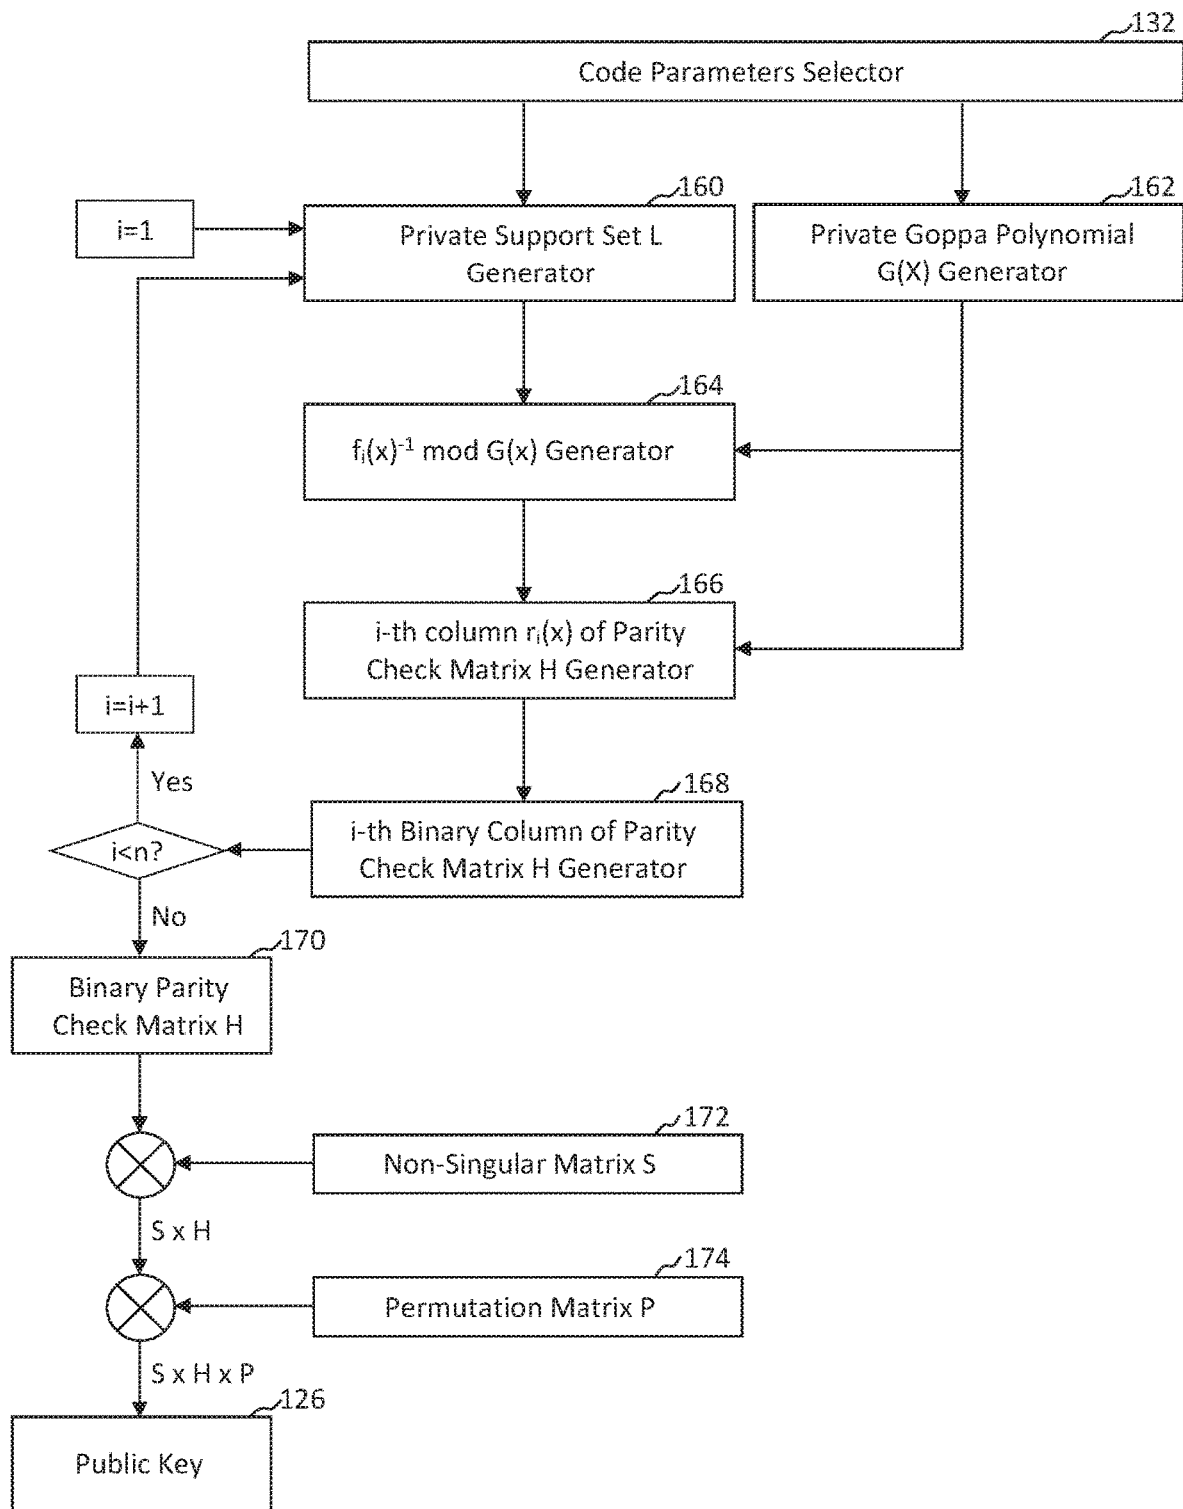 132
Code Parameters Selector
160
162
i=1
Private Support Set L
Generator
Private Goppa Polynomial
G(X) Generator
164
fᵢ(x)⁻¹ mod G(x) Generator
166
i-th column rᵢ(x) of Parity
Check Matrix H Generator
i=i+1
Yes
168
i-th Binary Column of Parity
Check Matrix H Generator
i<n?
No
170
Binary Parity
Check Matrix H
172
Non-Singular Matrix S
S x H
174
Permutation Matrix P
S x H x P
126
Public Key